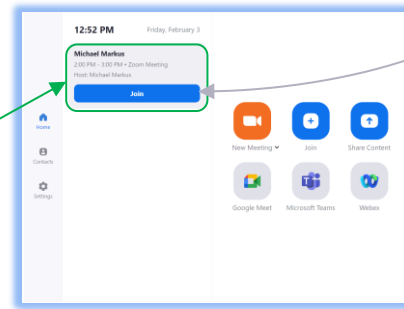 12:52 PM Friday, February 3
Michael Markus
2:00 PM - 3:00 PM • Zoom Meeting
Host: Michael Markus
Join
Home
Contacts
Settings
New Meeting Join Share Content
Google Meet Microsoft Teams Webex